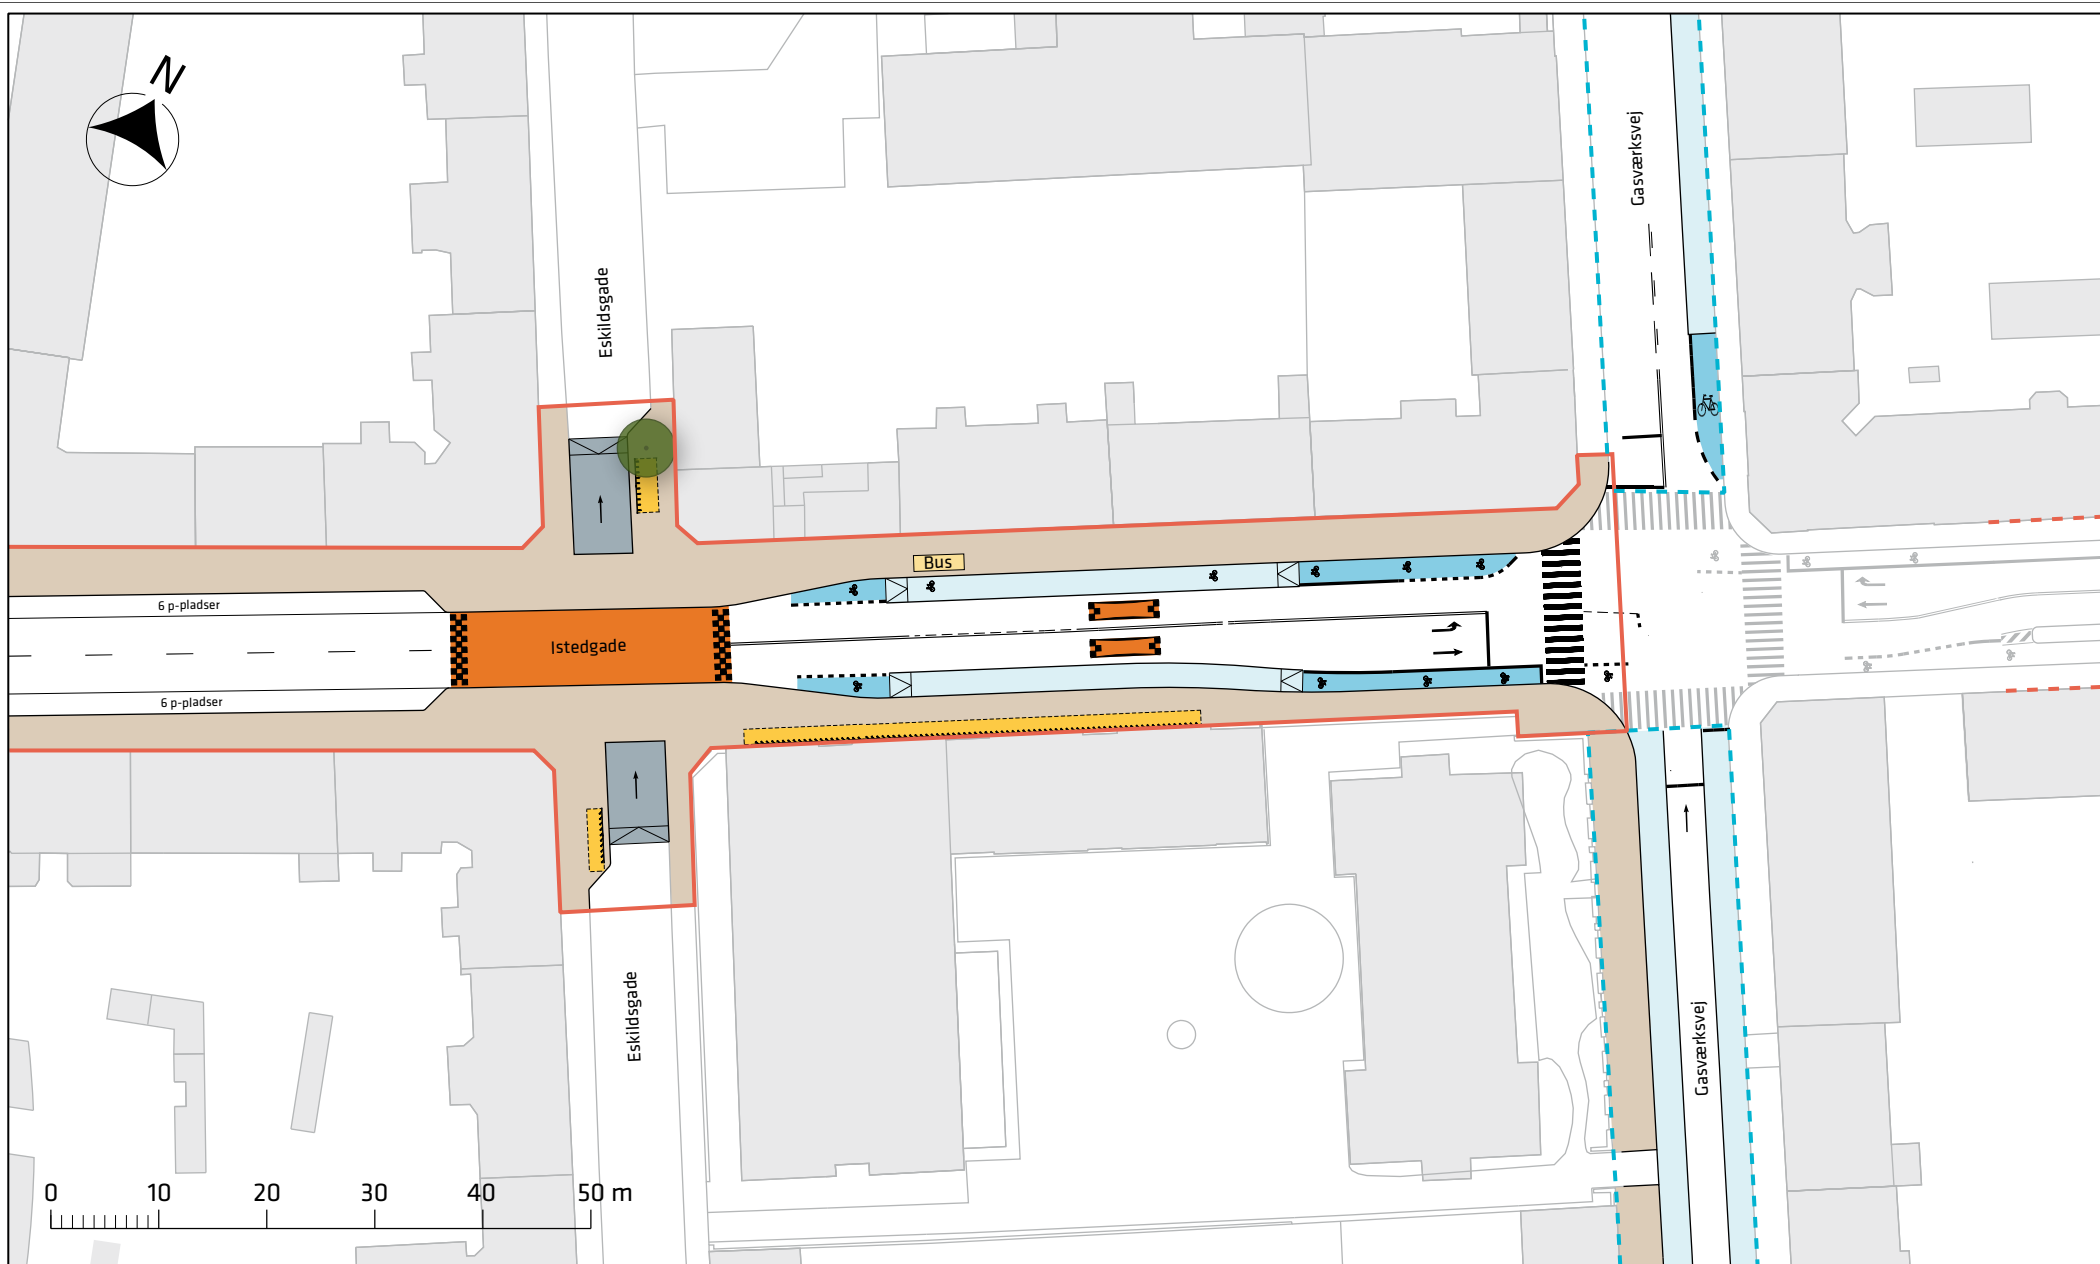 N
Gasværksvej
Eskildsgade
Bus
6 p-pladser
Istedgade
6 p-pladser
Eskildsgade
Gasværksvej
0 10 20 30 40 50 m